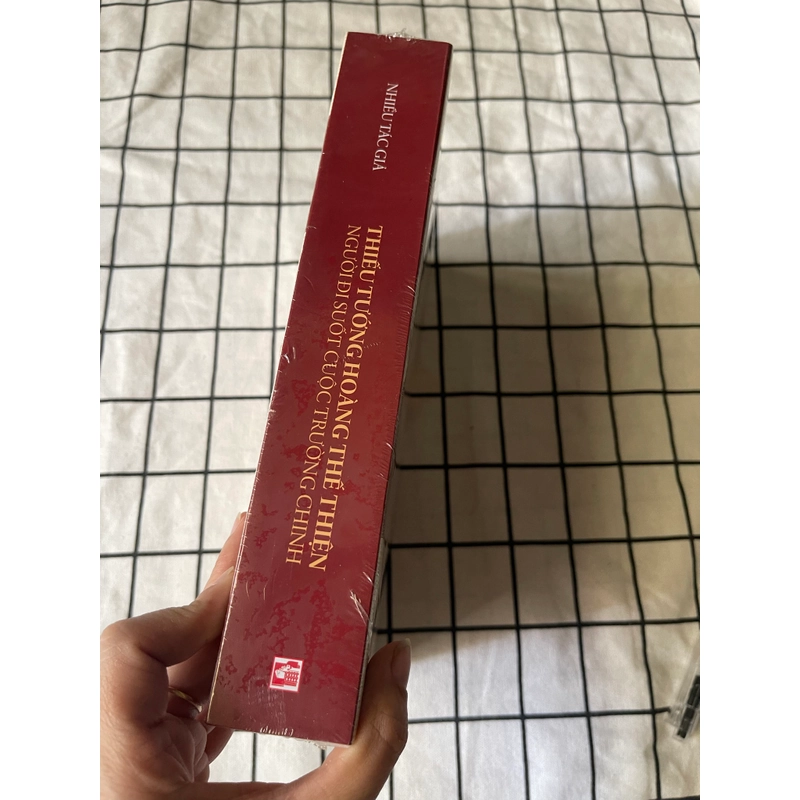 NHIỀU TÁC GIẢ
THIẾU TƯỚNG HOÀNG THẾ THIỆN
NGƯỜI ĐI SUỐT CUỘC TRƯỜNG CHINH